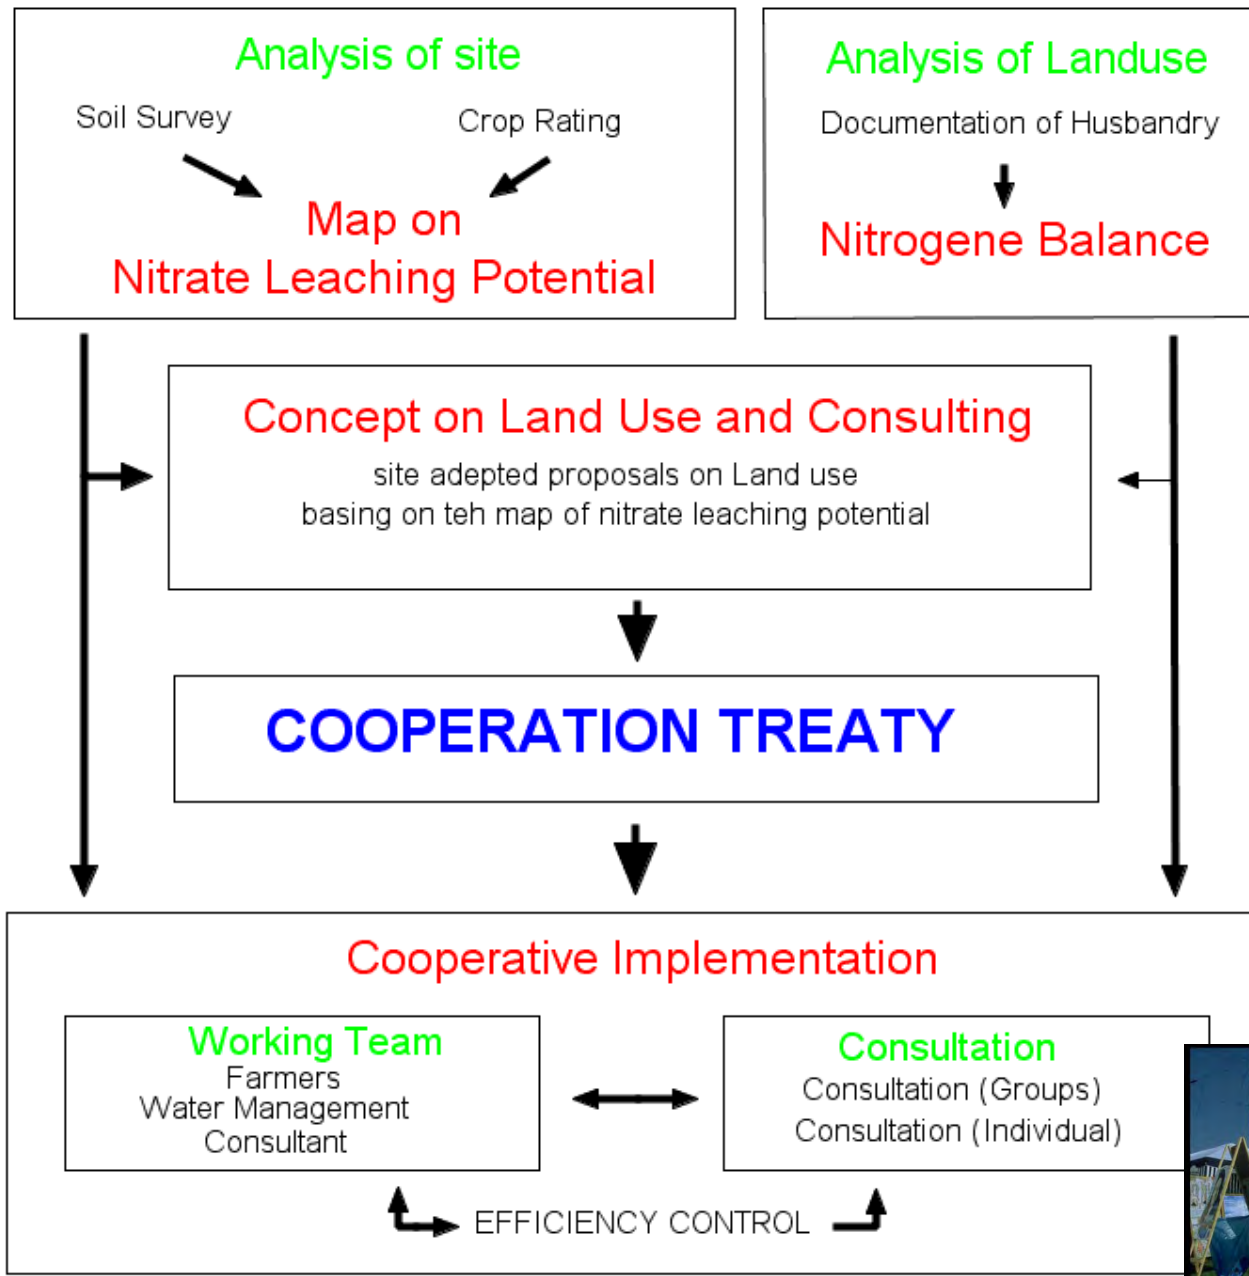 Analysis of site
Soil Survey
Crop Rating
Map on
Nitrate Leaching Potential
Analysis of Landuse
Documentation of Husbandry
Nitrogene Balance
Concept on Land Use and Consulting
site adepted proposals on Land use
basing on teh map of nitrate leaching potential
COOPERATION TREATY
Cooperative Implementation
Working Team
Farmers
Water Management
Consultant
Consultation
Consultation (Groups)
Consultation (Individual)
EFFICIENCY CONTROL